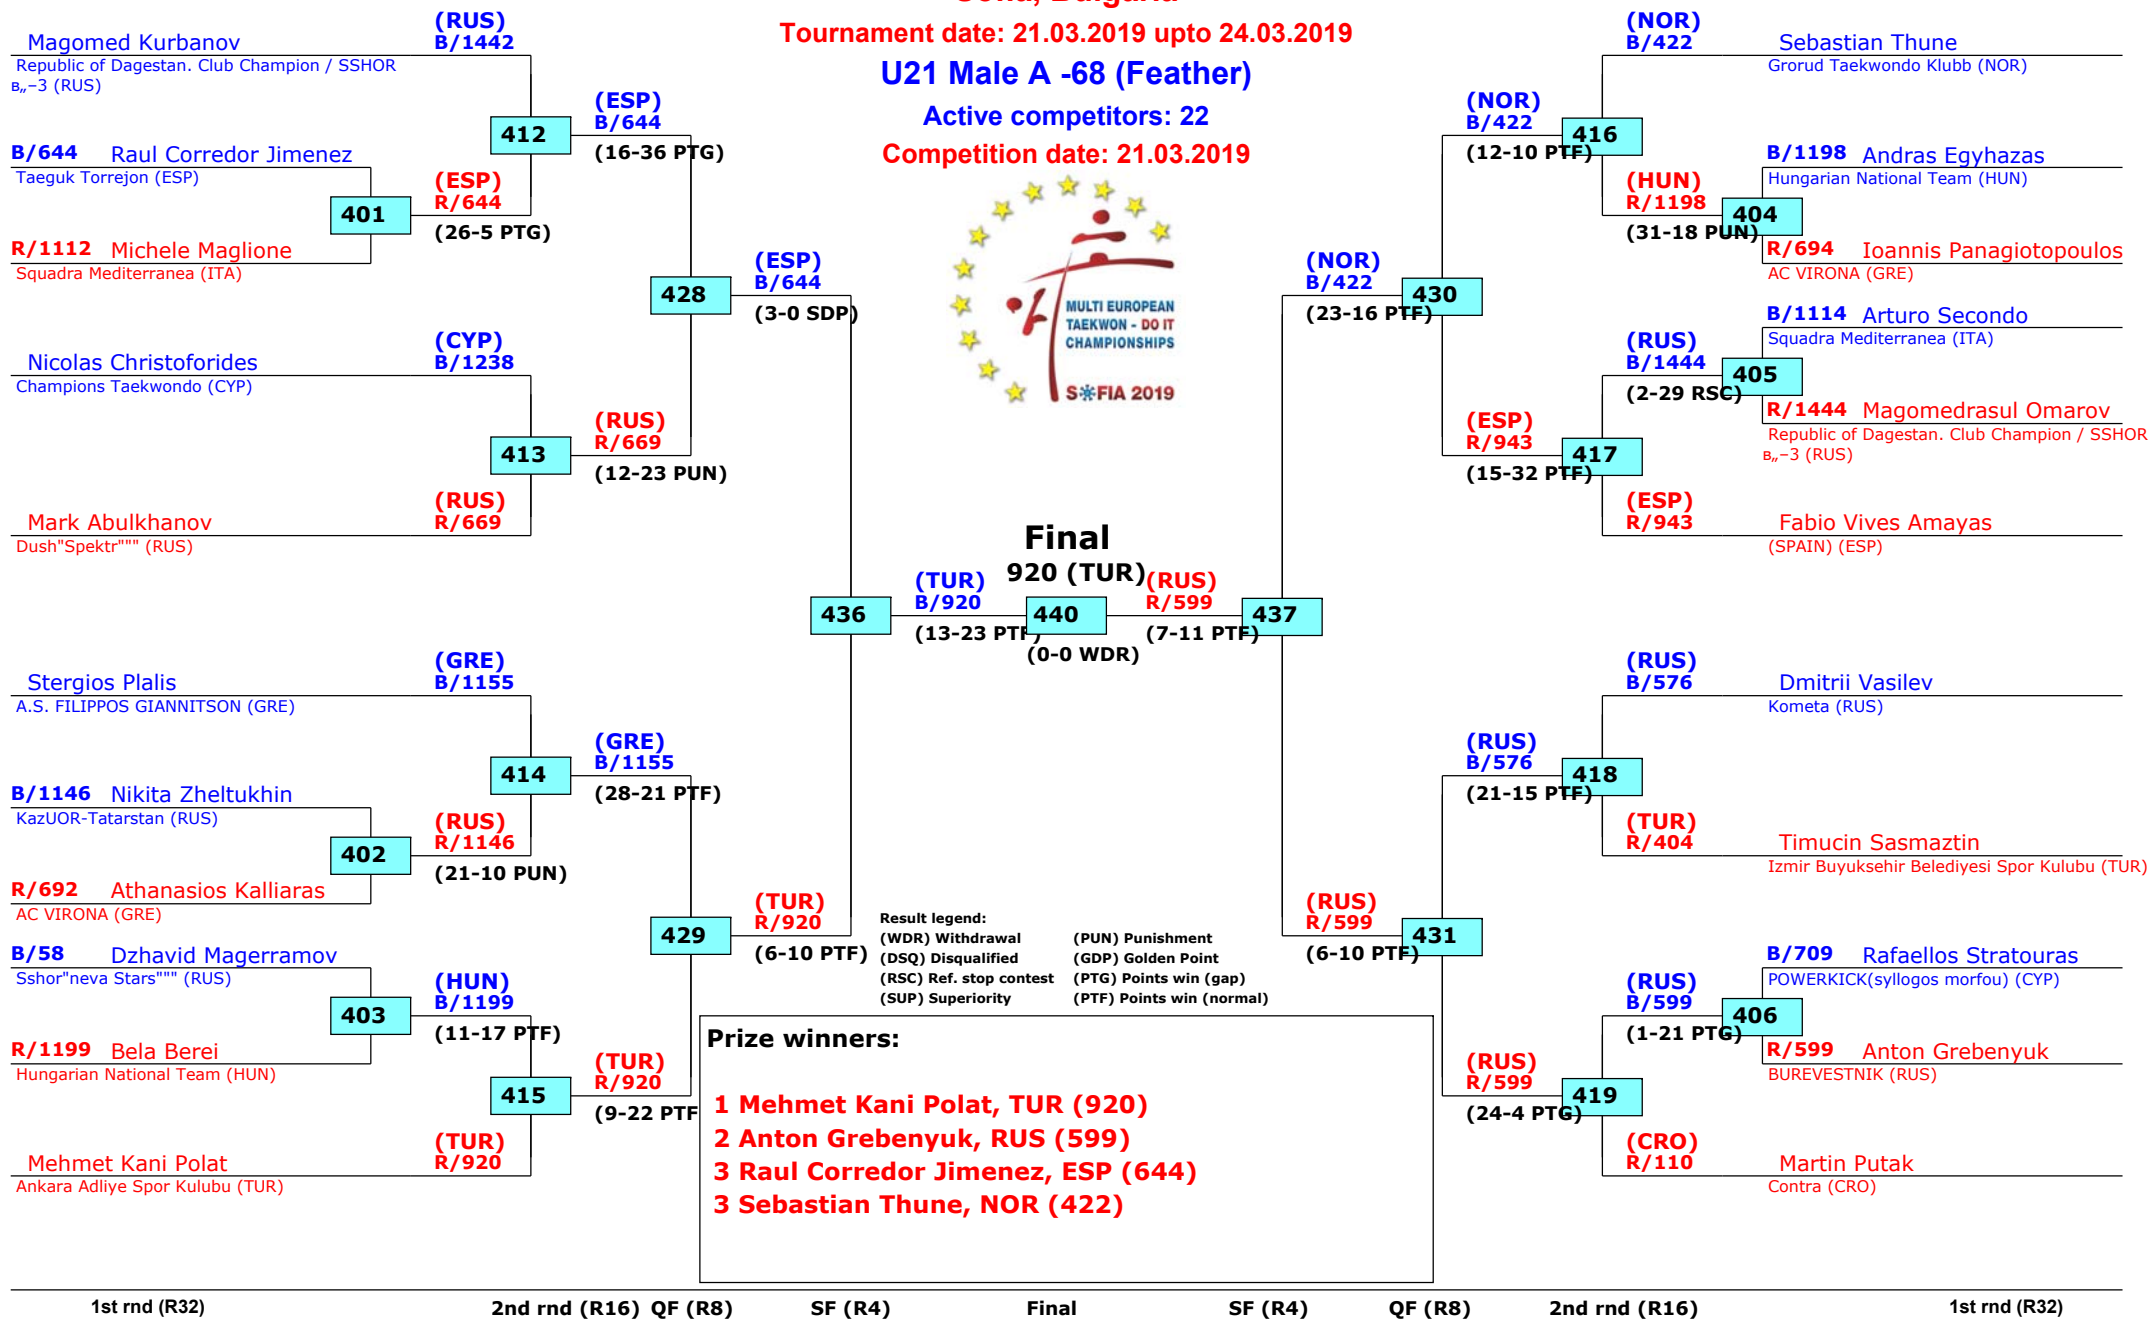 Sofia, Bulgaria
Tournament date: 21.03.2019 upto 24.03.2019
U21 Male A -68 (Feather)
Active competitors: 22
Competition date: 21.03.2019
MULTI EUROPEAN
TAEKWON - DO IT
CHAMPIONSHIPS
SOFIA 2019
(RUS)
Magomed Kurbanov B/1442
Republic of Dagestan. Club Champion / SSHOR
в„–3 (RUS)
(ESP)
B/644
412
(16-36 PTG)
B/644 Raul Corredor Jimenez
Taeguk Torrejon (ESP)
(ESP)
R/644
401
(26-5 PTG)
R/1112 Michele Maglione
Squadra Mediterranea (ITA)
(ESP)
B/644
428
(3-0 SDP)
(CYP)
Nicolas Christoforides B/1238
Champions Taekwondo (CYP)
(RUS)
R/669
413
(12-23 PUN)
(RUS)
Mark Abulkhanov R/669
Dush"Spektr""" (RUS)
(TUR)
B/920
436
(13-23 PTF)
(GRE)
Stergios Plalis B/1155
A.S. FILIPPOS GIANNITSON (GRE)
(GRE)
B/1155
414
(28-21 PTF)
B/1146 Nikita Zheltukhin
KazUOR-Tatarstan (RUS)
(RUS)
R/1146
402
(21-10 PUN)
R/692 Athanasios Kalliaras
AC VIRONA (GRE)
(TUR)
R/920
429
(6-10 PTF)
B/58 Dzhavid Magerramov
Sshor"neva Stars""" (RUS)
(HUN)
B/1199
403
(11-17 PTF)
R/1199 Bela Berei
Hungarian National Team (HUN)
(TUR)
R/920
415
(9-22 PTF
(TUR)
Mehmet Kani Polat R/920
Ankara Adliye Spor Kulubu (TUR)
Final
920 (TUR)
440
(0-0 WDR)
(NOR)
B/422 Sebastian Thune
Grorud Taekwondo Klubb (NOR)
(NOR)
B/422
416
(12-10 PTF)
B/1198 Andras Egyhazas
Hungarian National Team (HUN)
(HUN)
R/1198
404
(31-18 PUN)
R/694 Ioannis Panagiotopoulos
AC VIRONA (GRE)
(NOR)
B/422
430
(23-16 PTF)
B/1114 Arturo Secondo
Squadra Mediterranea (ITA)
(RUS)
B/1444
405
(2-29 RSC)
R/1444 Magomedrasul Omarov
Republic of Dagestan. Club Champion / SSHOR
в„–3 (RUS)
(ESP)
R/943
417
(15-32 PTF)
(ESP)
R/943 Fabio Vives Amayas
(SPAIN) (ESP)
(RUS)
R/599
437
(7-11 PTF)
(RUS)
B/576 Dmitrii Vasilev
Kometa (RUS)
(RUS)
B/576
418
(21-15 PTF)
(TUR)
R/404 Timucin Sasmaztin
Izmir Buyuksehir Belediyesi Spor Kulubu (TUR)
(RUS)
R/599
431
(6-10 PTF)
B/709 Rafaellos Stratouras
POWERKICK(syllogos morfou) (CYP)
(RUS)
B/599
406
(1-21 PTG)
R/599 Anton Grebenyuk
BUREVESTNIK (RUS)
(RUS)
R/599
419
(24-4 PTG)
(CRO)
R/110 Martin Putak
Contra (CRO)
Result legend:
(WDR) Withdrawal (PUN) Punishment
(DSQ) Disqualified (GDP) Golden Point
(RSC) Ref. stop contest (PTG) Points win (gap)
(SUP) Superiority (PTF) Points win (normal)
Prize winners:
1 Mehmet Kani Polat, TUR (920)
2 Anton Grebenyuk, RUS (599)
3 Raul Corredor Jimenez, ESP (644)
3 Sebastian Thune, NOR (422)
1st rnd (R32) 2nd rnd (R16) QF (R8) SF (R4) Final SF (R4) QF (R8) 2nd rnd (R16) 1st rnd (R32)